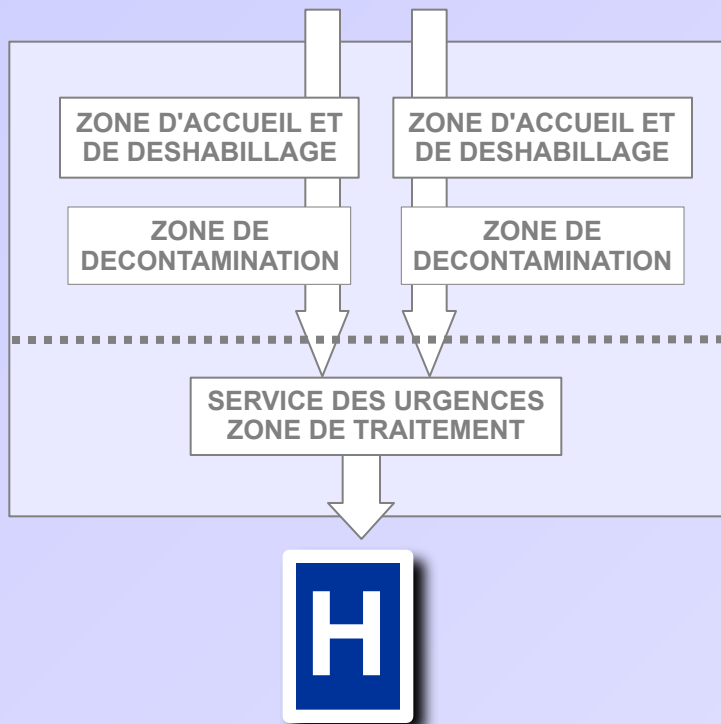 ZONE D'ACCUEIL ET
DE DESHABILLAGE
ZONE D'ACCUEIL ET
DE DESHABILLAGE
ZONE DE
DECONTAMINATION
ZONE DE
DECONTAMINATION
SERVICE DES URGENCES
ZONE DE TRAITEMENT
H